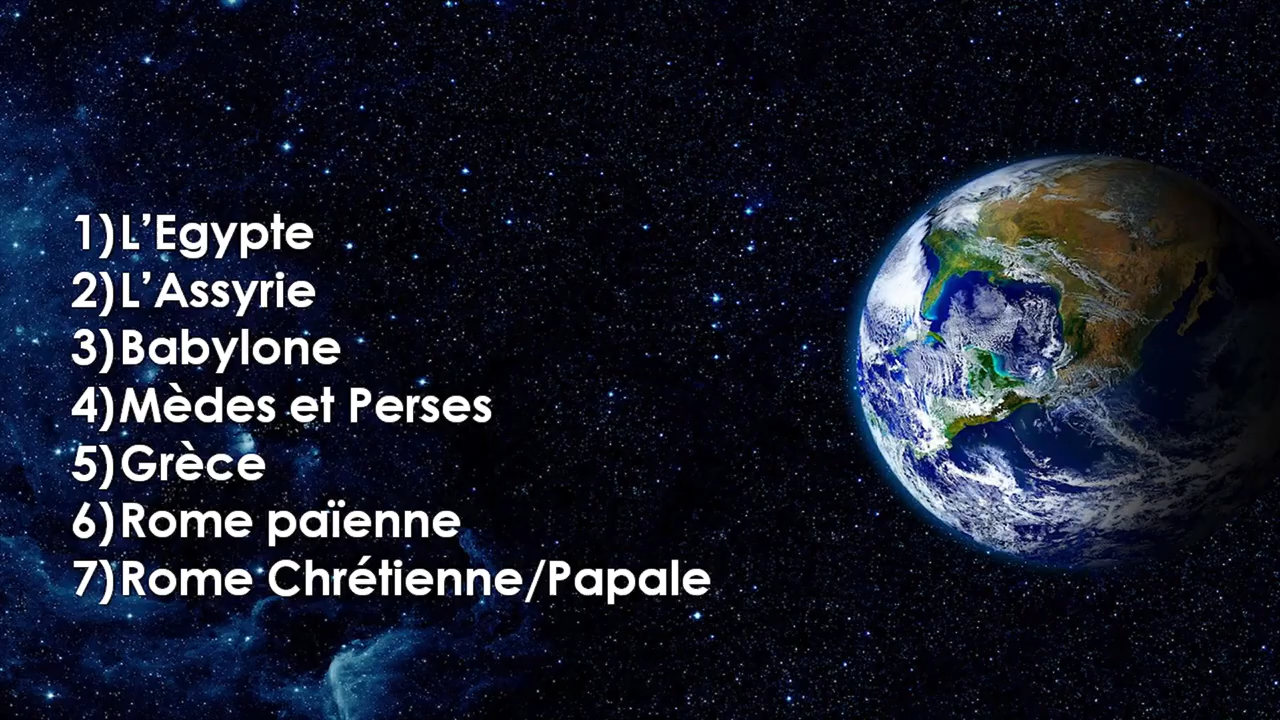 1) L’Egypte
2) L’Assyrie
3) Babylone
4) Mèdes et Perses
5) Grèce
6) Rome païenne
7) Rome Chrétienne/Papale